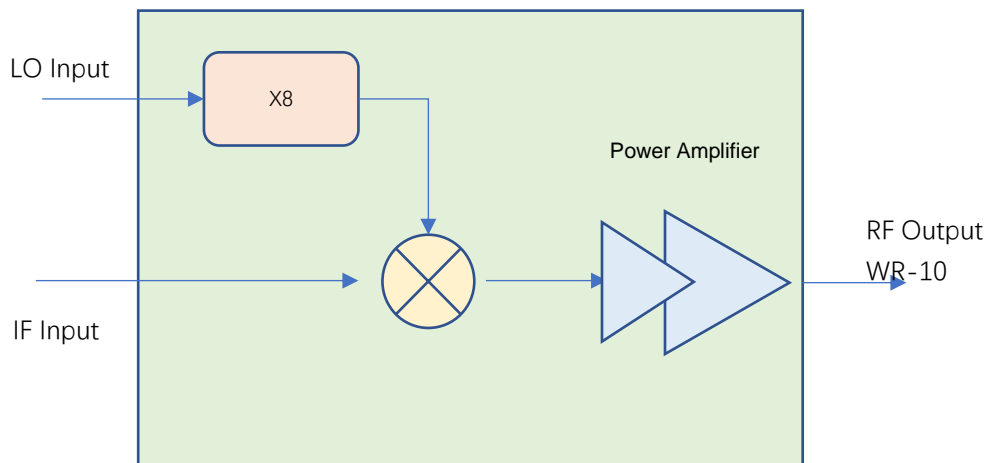 LO Input
X8
Power Amplifier
RF Output
WR-10
IF Input